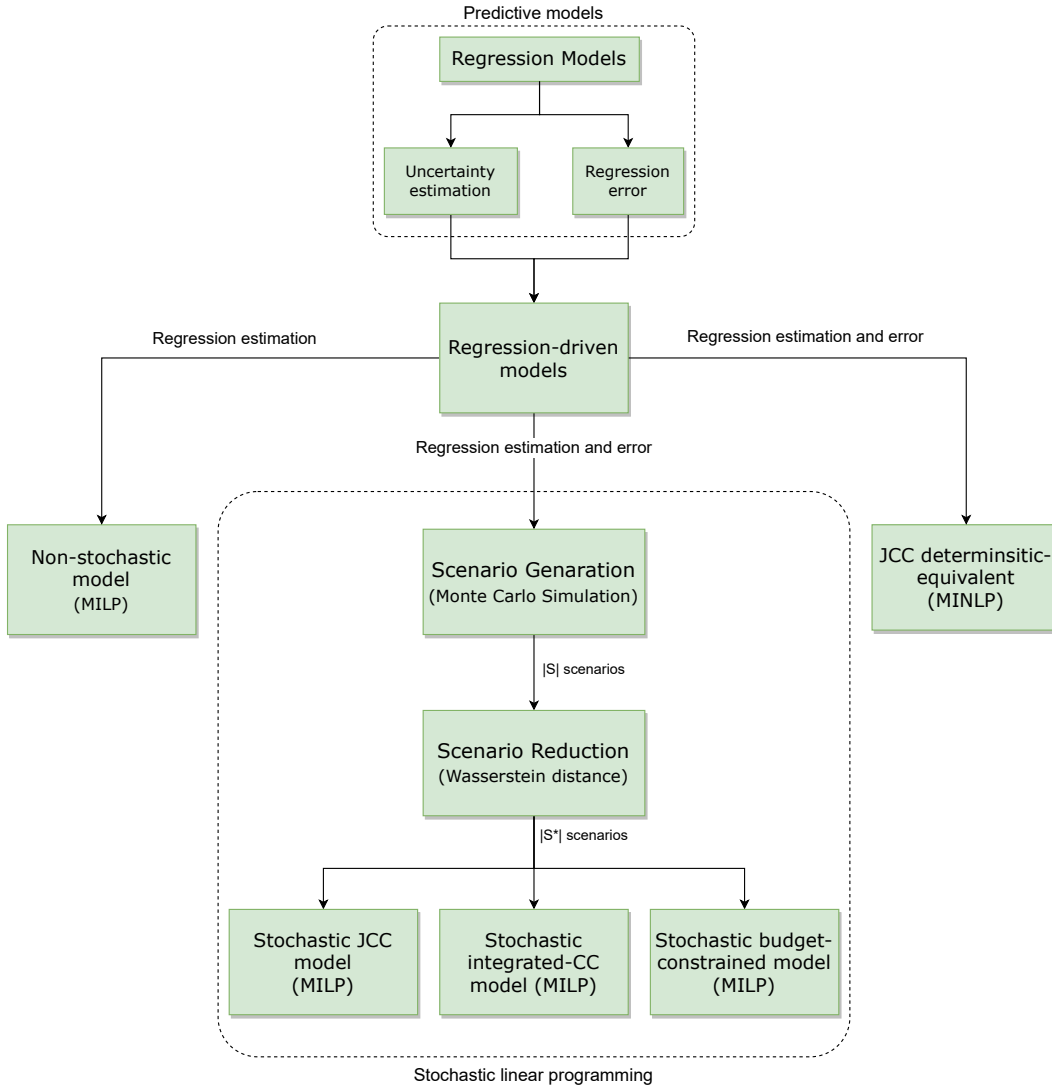 Predictive models
Regression Models
Uncertainty
estimation
Regression
error
Regression-driven
models
Regression estimation
Regression estimation and error
Regression estimation and error
Non-stochastic
model
(MILP)
Scenario Genaration
(Monte Carlo Simulation)
JCC determinsitic-
equivalent
(MINLP)
|S| scenarios
Scenario Reduction
(Wasserstein distance)
|S*| scenarios
Stochastic JCC
model
(MILP)
Stochastic
integrated-CC
model (MILP)
Stochastic budget-
constrained model
(MILP)
Stochastic linear programming